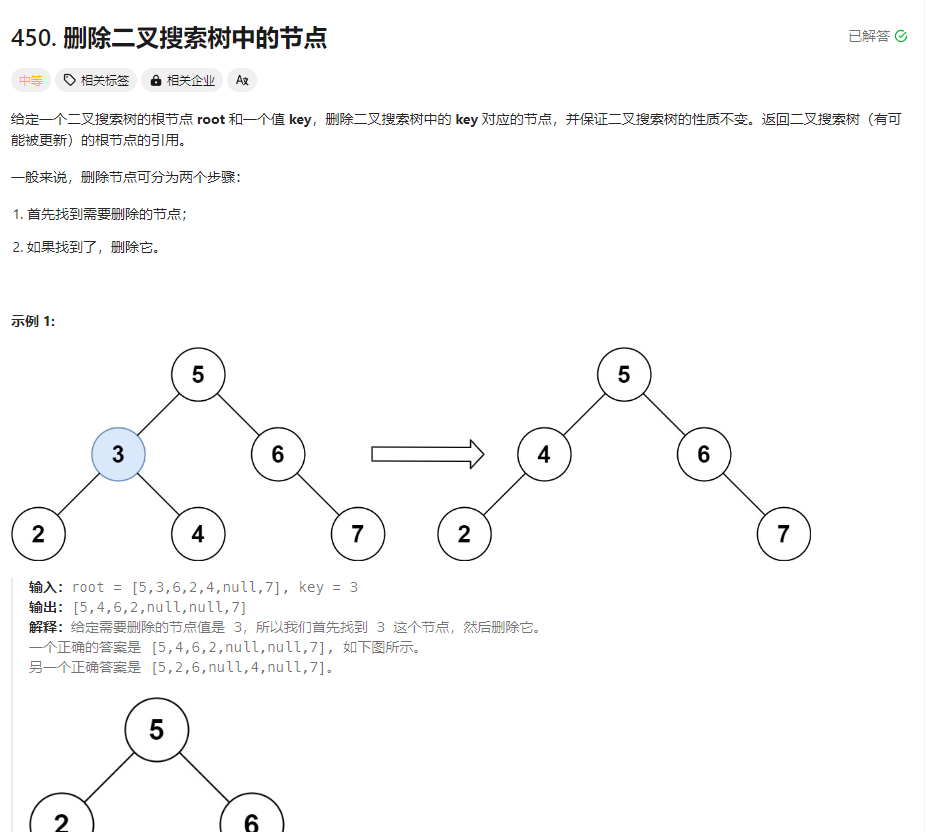 450. 删除二叉搜索树中的节点
已解答
中等 相关标签 相关企业 Aあ
给定一个二叉搜索树的根节点 root 和一个值 key，删除二叉搜索树中的 key 对应的节点，并保证二叉搜索树的性质不变。返回二叉搜索树（有可
能被更新）的根节点的引用。
一般来说，删除节点可分为两个步骤：
1. 首先找到需要删除的节点；
2. 如果找到了，删除它。
示例 1:
5 5
3 6 4 6
2 4 7 2 7
输入：root = [5,3,6,2,4,null,7], key = 3
输出：[5,4,6,2,null,null,7]
解释：给定需要删除的节点值是 3，所以我们首先找到 3 这个节点，然后删除它。
一个正确的答案是 [5,4,6,2,null,null,7], 如下图所示。
另一个正确答案是 [5,2,6,null,4,null,7]。
5
2 6